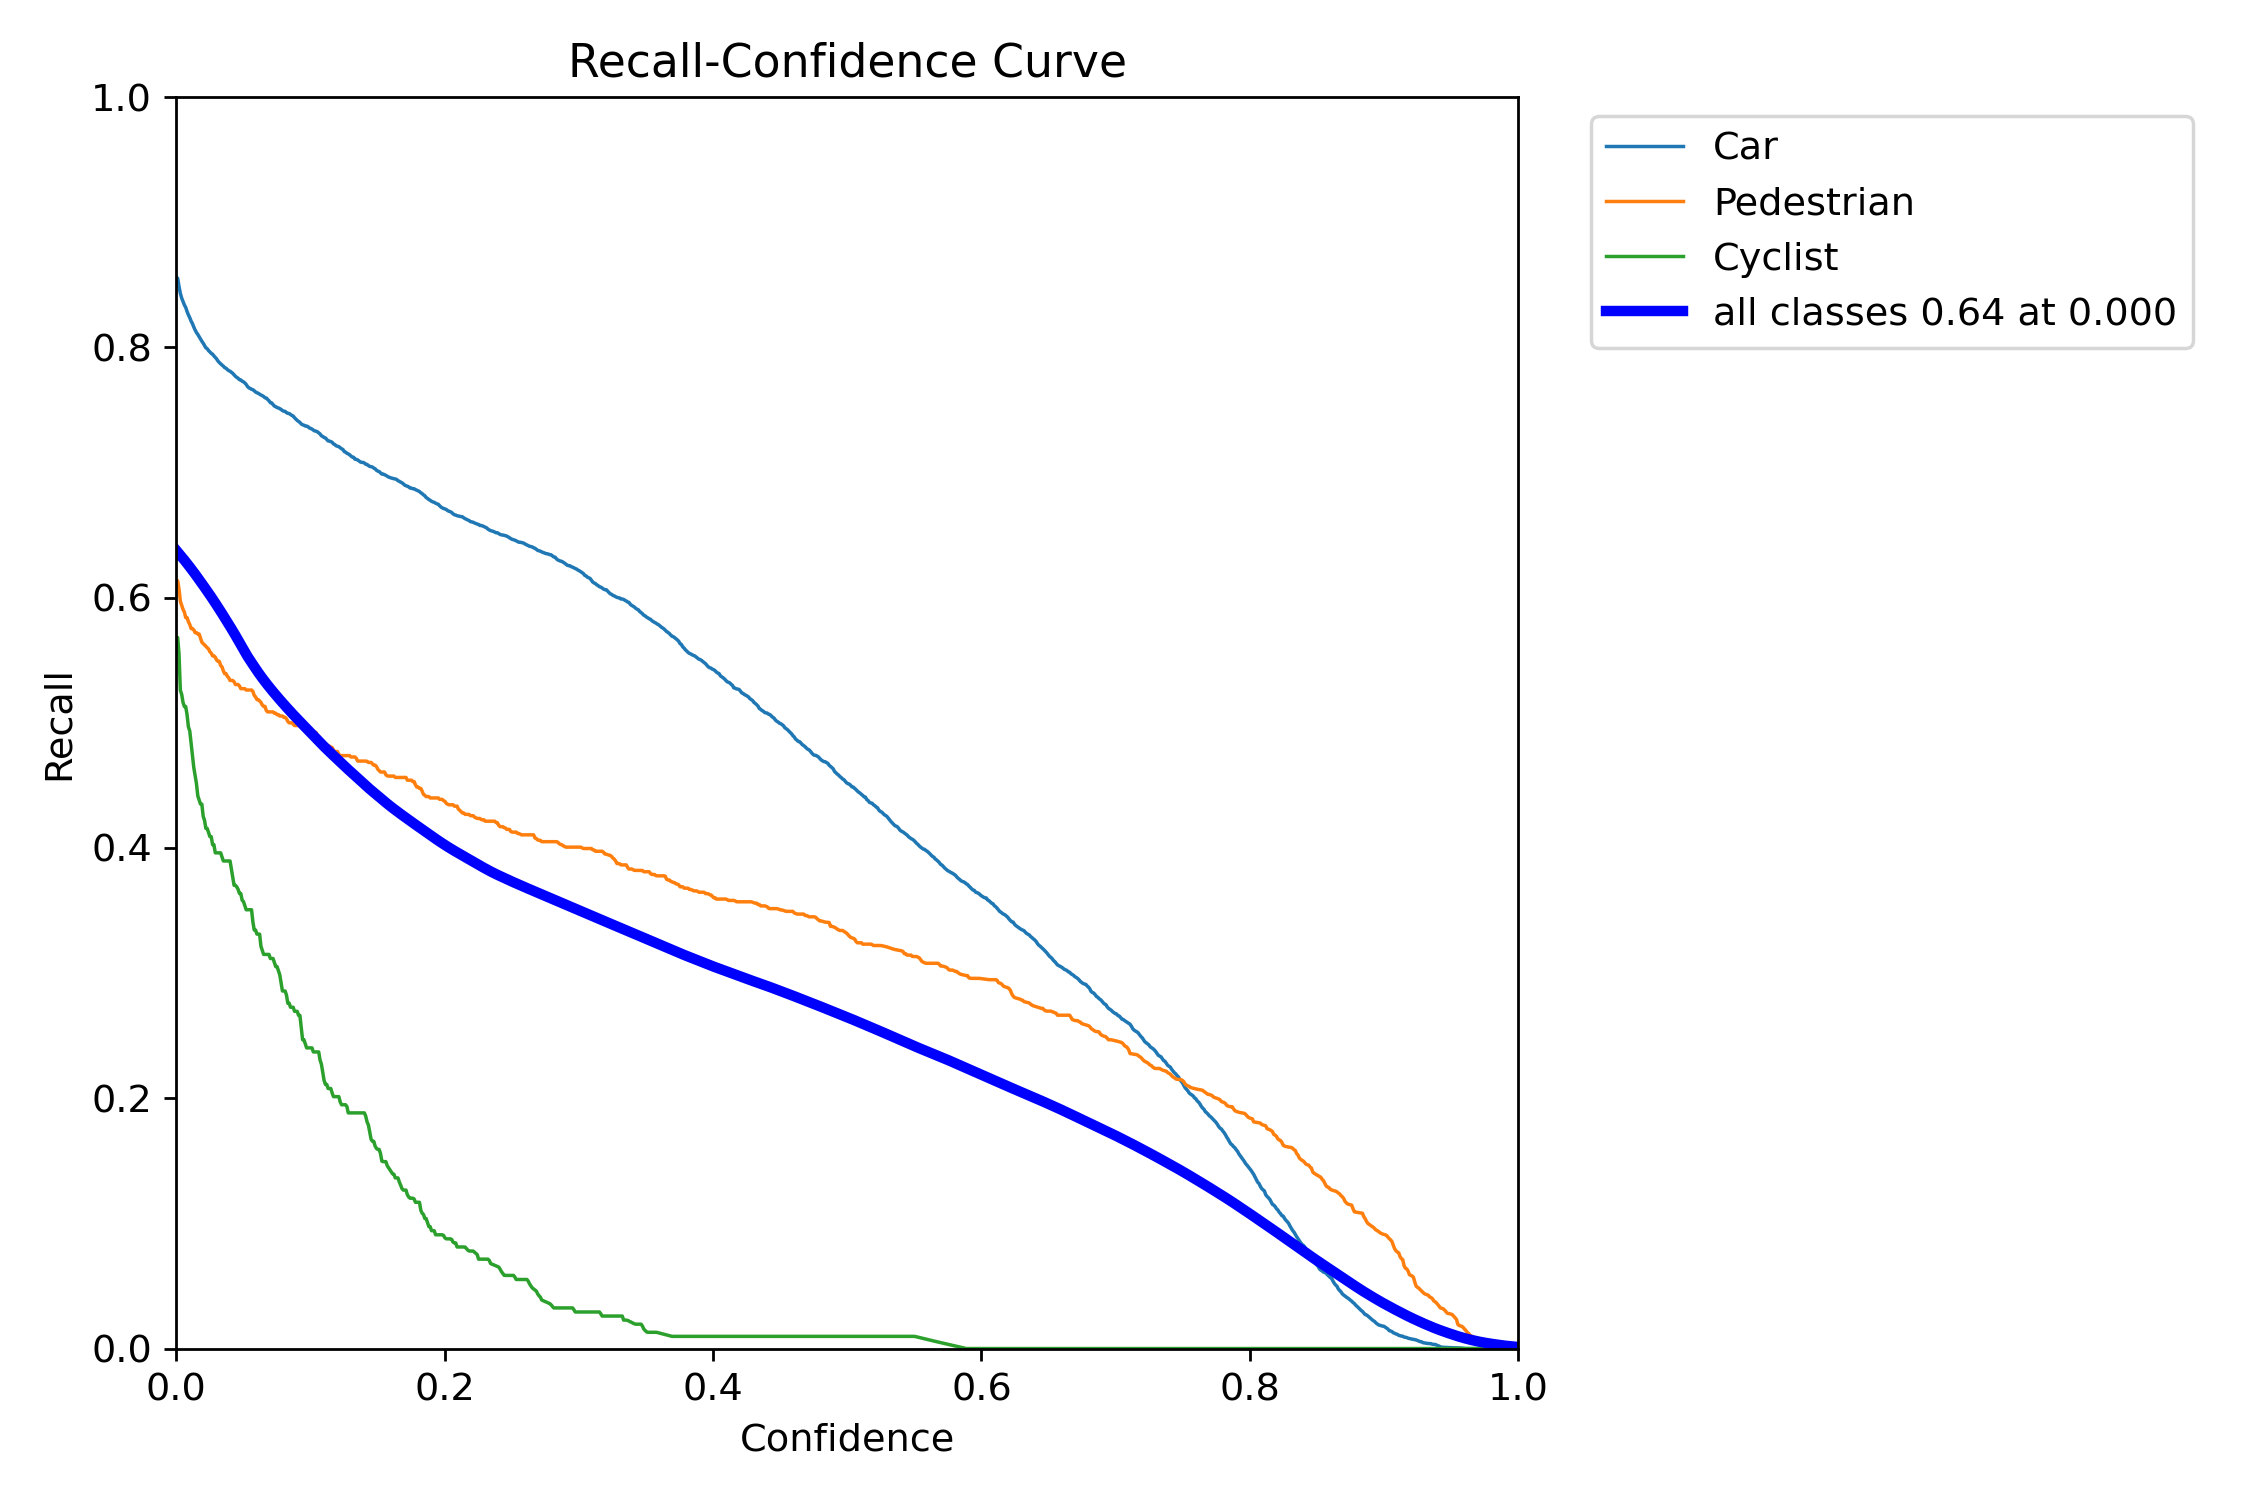 Recall-Confidence Curve
1.0
0.8
0.6
0.4
0.2
0.0
Recall
0.0 0.2 0.4 0.6 0.8 1.0
Confidence
Car
Pedestrian
Cyclist
all classes 0.64 at 0.000